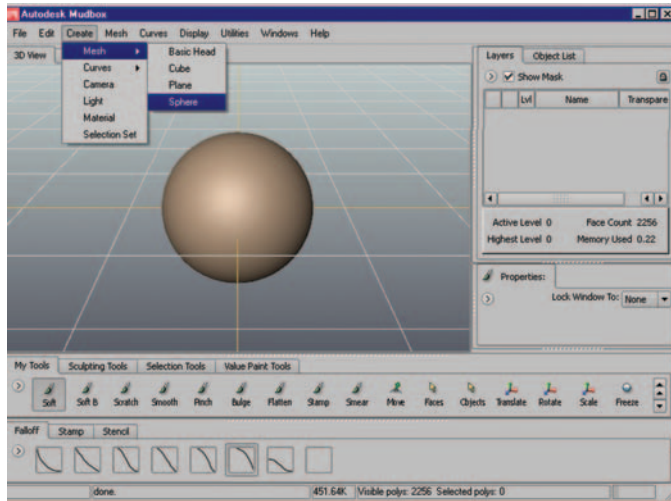 Autodesk Mudbox
File Edit Create Mesh Curves Display Utilities Windows Help
3D View
Mesh
Curves
Camera
Light
Material
Selection Set
Basic Head
Cube
Plane
Sphere
Layers Object List
Show Mask
Lvl Name Transpare
Active Level 0 Face Count 2256
Highest Level 0 Memory Used 0.22
Properties:
Lock Window To: None
My Tools Sculpting Tools Selection Tools Value Paint Tools
Soft Soft B Scratch Smooth Pinch Bulge Flatten Stamp Smear Move Faces Objects Translate Rotate Scale Freeze
Falloff Stamp Stencil
done. 451.64K Visible polys: 2256 Selected polys: 0